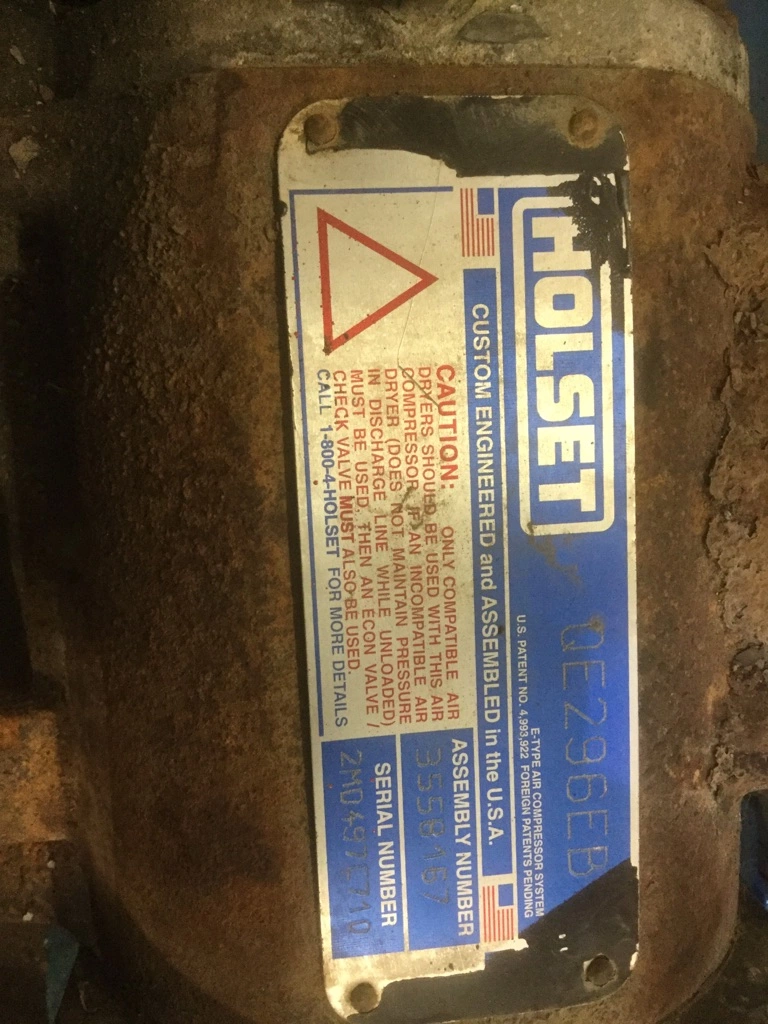 HOLSET
QE296EB
E-TYPE AIR COMPRESSOR SYSTEM
U.S. PATENT NO. 4,993,922 FOREIGN PATENTS PENDING
CUSTOM ENGINEERED and ASSEMBLED in the U.S.A.
CAUTION: ONLY COMPATIBLE AIR
DRYERS SHOULD BE USED WITH THIS AIR
COMPRESSOR. IF AN INCOMPATIBLE AIR
DRYER (DOES NOT MAINTAIN PRESSURE
IN DISCHARGE LINE WHILE UNLOADED)
MUST BE USED, THEN AN ECON VALVE /
CHECK VALVE MUST ALSO BE USED.
CALL 1-800-4-HOLSET FOR MORE DETAILS
ASSEMBLY NUMBER
3558167
SERIAL NUMBER